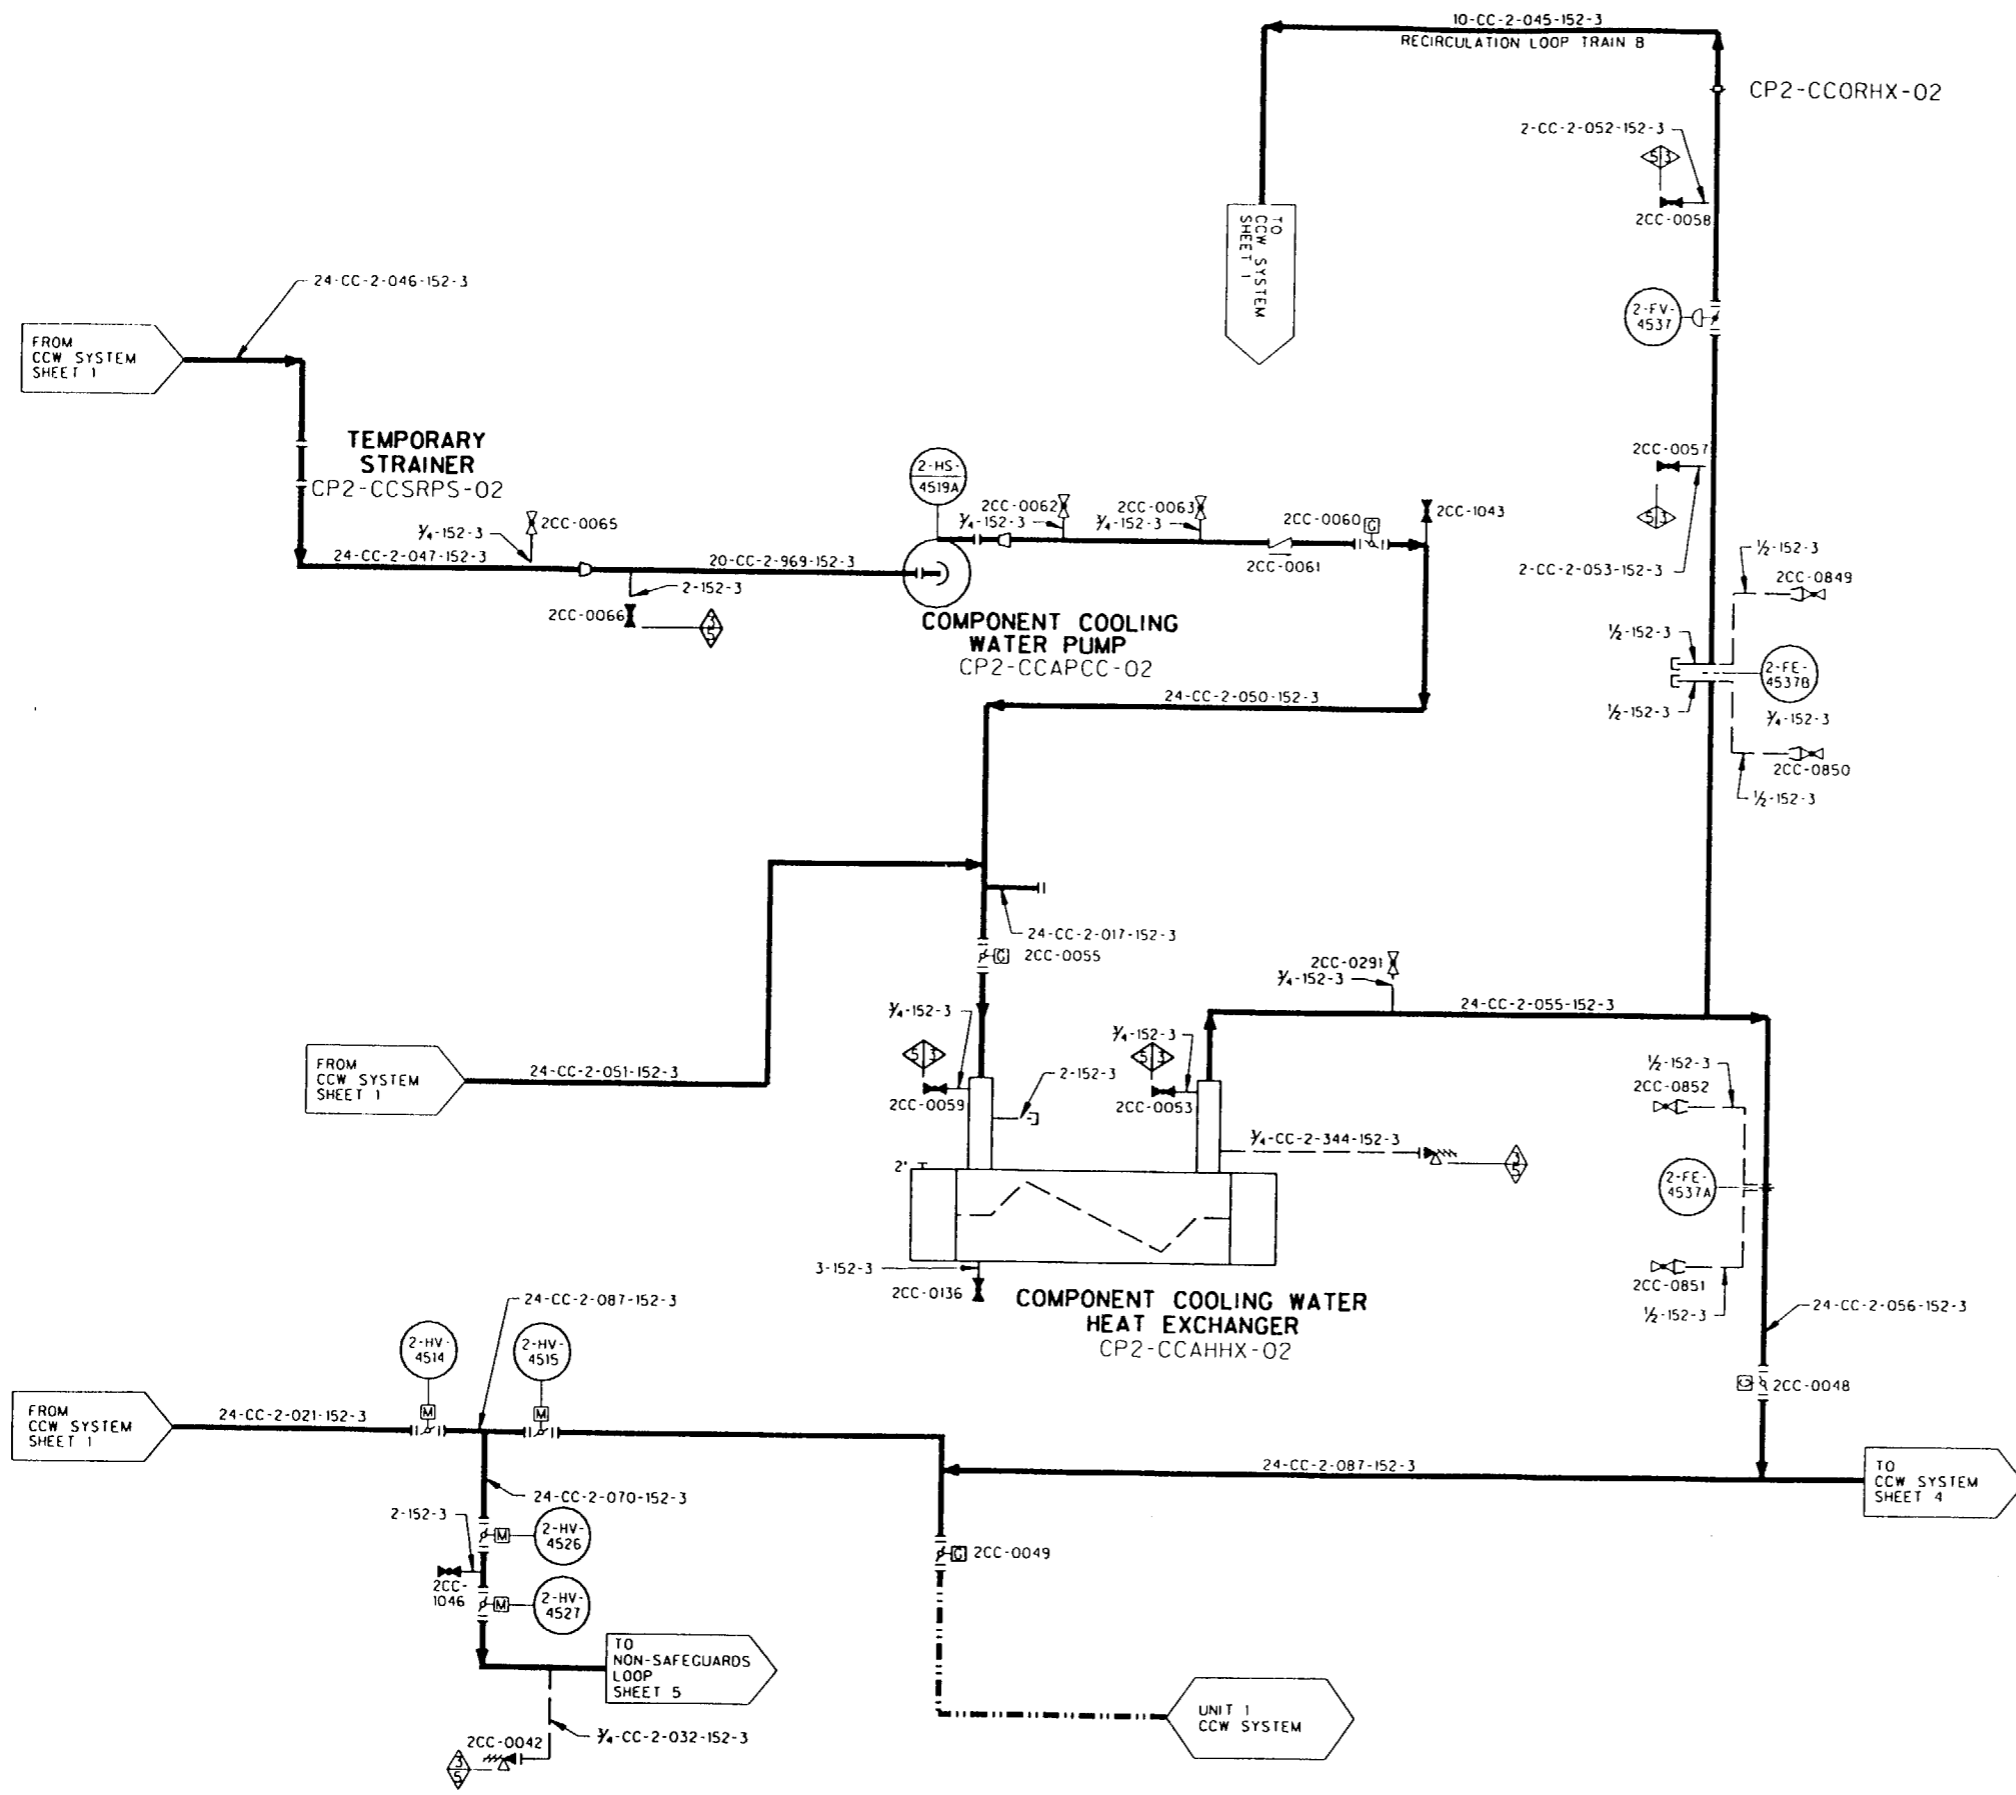 10-CC-2-045-152-3
RECIRCULATION LOOP TRAIN B
CP2-CCORHX-02
2-CC-2-052-152-3
5 3
2CC-0058
TO
CCW SYSTEM
SHEET 1
2-FV-
4537
24-CC-2-046-152-3
FROM
CCW SYSTEM
SHEET 1
TEMPORARY
STRAINER
CP2-CCSRPS-02
2CC-0057
5 3
2-CC-2-053-152-3
2-HS-
4519A
2CC-0062
¾-152-3
2CC-0063
¾-152-3
2CC-0060
G
2CC-1043
2CC-0061
2CC-0065
¾-152-3
24-CC-2-047-152-3
20-CC-2-969-152-3
2-152-3
2CC-0066
3
5
COMPONENT COOLING
WATER PUMP
CP2-CCAPCC-02
½-152-3
2CC-0849
½-152-3
2-FE-
4537B
½-152-3
¾-152-3
2CC-0850
½-152-3
24-CC-2-050-152-3
24-CC-2-017-152-3
G
2CC-0055
2CC-0291
¾-152-3
24-CC-2-055-152-3
¾-152-3
5 3
2CC-0059
2-152-3
¾-152-3
5 3
2CC-0053
FROM
CCW SYSTEM
SHEET 1
24-CC-2-051-152-3
¾-CC-2-344-152-3
3
5
½-152-3
2CC-0852
2-FE-
4537A
2CC-0851
½-152-3
24-CC-2-056-152-3
2"
3-152-3
2CC-0136
COMPONENT COOLING WATER
HEAT EXCHANGER
CP2-CCAHHX-02
24-CC-2-087-152-3
2-HV-
4514
2-HV-
4515
M
M
FROM
CCW SYSTEM
SHEET 1
24-CC-2-021-152-3
2CC-0048
24-CC-2-087-152-3
TO
CCW SYSTEM
SHEET 4
24-CC-2-070-152-3
2-152-3
M
2-HV-
4526
2CC-
1046
M
2-HV-
4527
G
2CC-0049
TO
NON-SAFEGUARDS
LOOP
SHEET 5
UNIT 1
CCW SYSTEM
2CC-0042
¾-CC-2-032-152-3
3
5